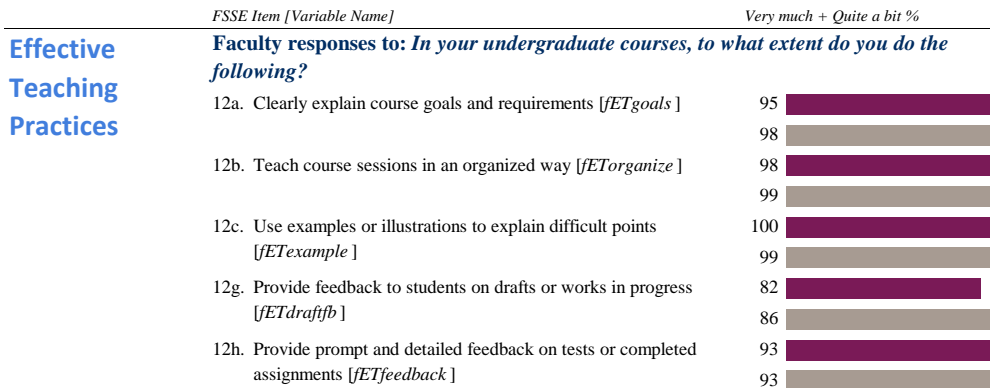 FSSE Item [Variable Name] Very much + Quite a bit %
Effective
Teaching
Practices
Faculty responses to: In your undergraduate courses, to what extent do you do the
following?
12a. Clearly explain course goals and requirements [fETgoals ] 95
98
12b. Teach course sessions in an organized way [fETorganize ] 98
99
12c. Use examples or illustrations to explain difficult points 100
[fETexample ] 99
12g. Provide feedback to students on drafts or works in progress 82
[fETdraftfb ] 86
12h. Provide prompt and detailed feedback on tests or completed 93
assignments [fETfeedback ] 93